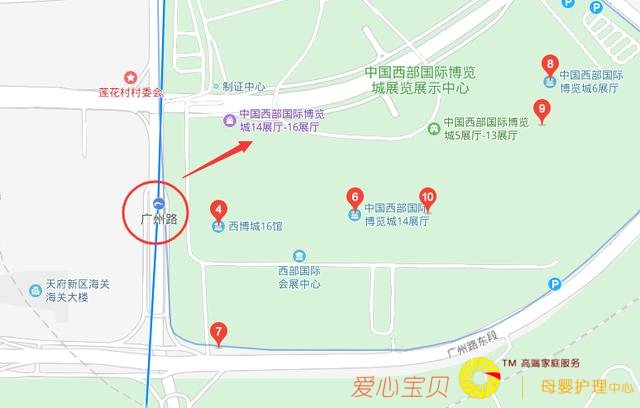 8
中国西部国际博览
城展览展示中心
中国西部国际博
览城6展厅
制证中心
莲花村村委会
9
中国西部国际博览
城14展厅-16展厅
中国西部国际博览
城5展厅-13展厅
4
6
10
广州路
西博城16馆
中国西部国际
博览城14展厅
西部国际
会展中心
天府新区海关
海关大楼
P
P
P
7
广州路东段
TM 高端家庭服务
爱心宝贝
母婴护理中心